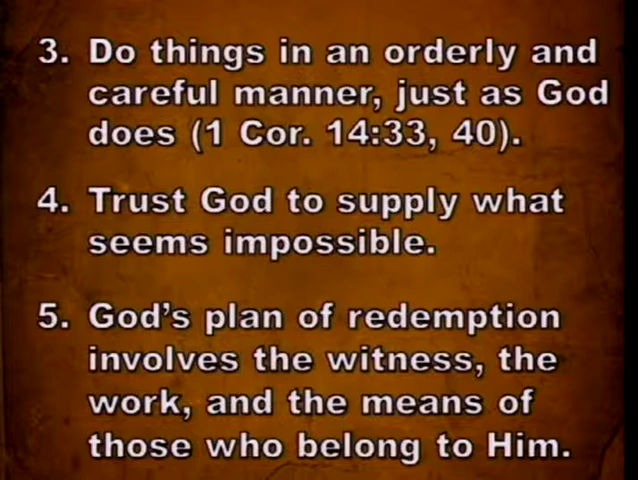 3. Do things in an orderly and
careful manner, just as God
does (1 Cor. 14:33, 40).
4. Trust God to supply what
seems impossible.
5. God’s plan of redemption
involves the witness, the
work, and the means of
those who belong to Him.